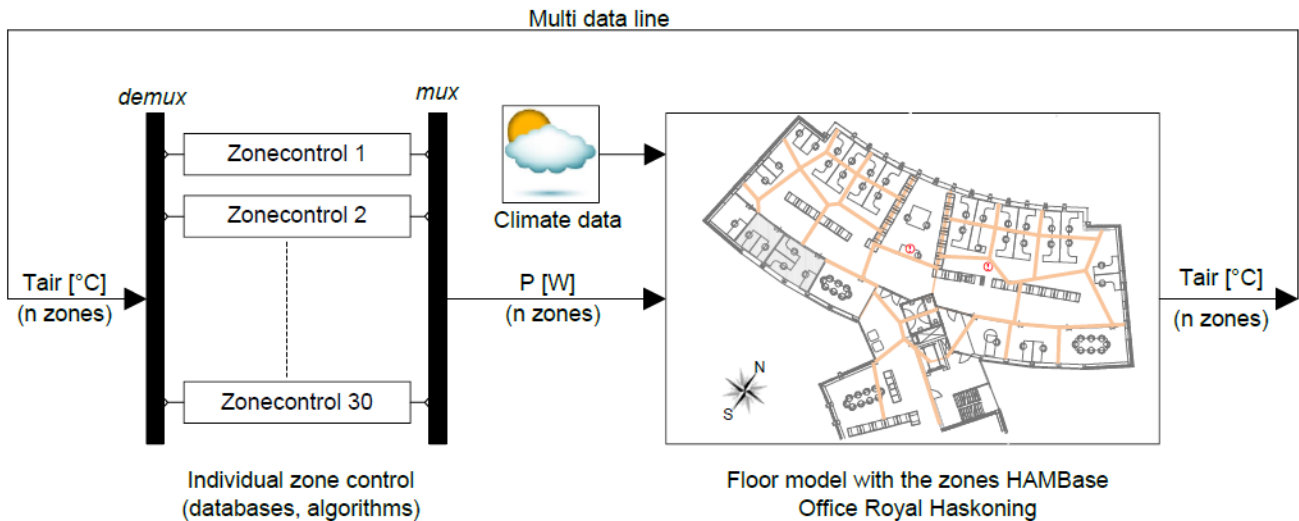 Multi data line
demux
mux
Zonecontrol 1
Zonecontrol 2
Zonecontrol 30
Climate data
Tair [°C]
(n zones)
P [W]
(n zones)
Tair [°C]
(n zones)
N
S
Individual zone control
(databases, algorithms)
Floor model with the zones HAMBase
Office Royal Haskoning